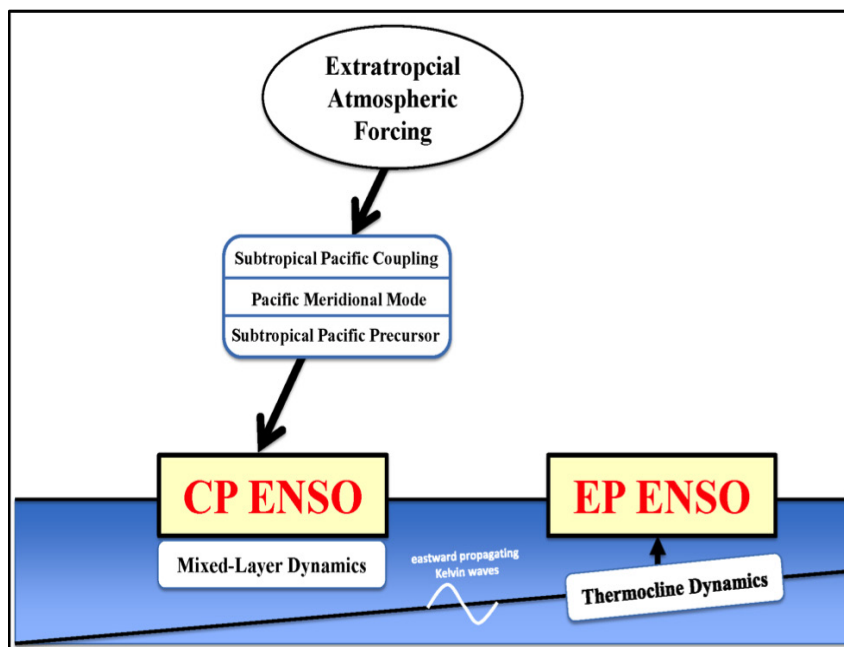 Extratropcial
Atmospheric
Forcing
Subtropical Pacific Coupling
Pacific Meridional Mode
Subtropical Pacific Precursor
CP ENSO
EP ENSO
Mixed-Layer Dynamics
eastward propagating
Kelvin waves
Thermocline Dynamics